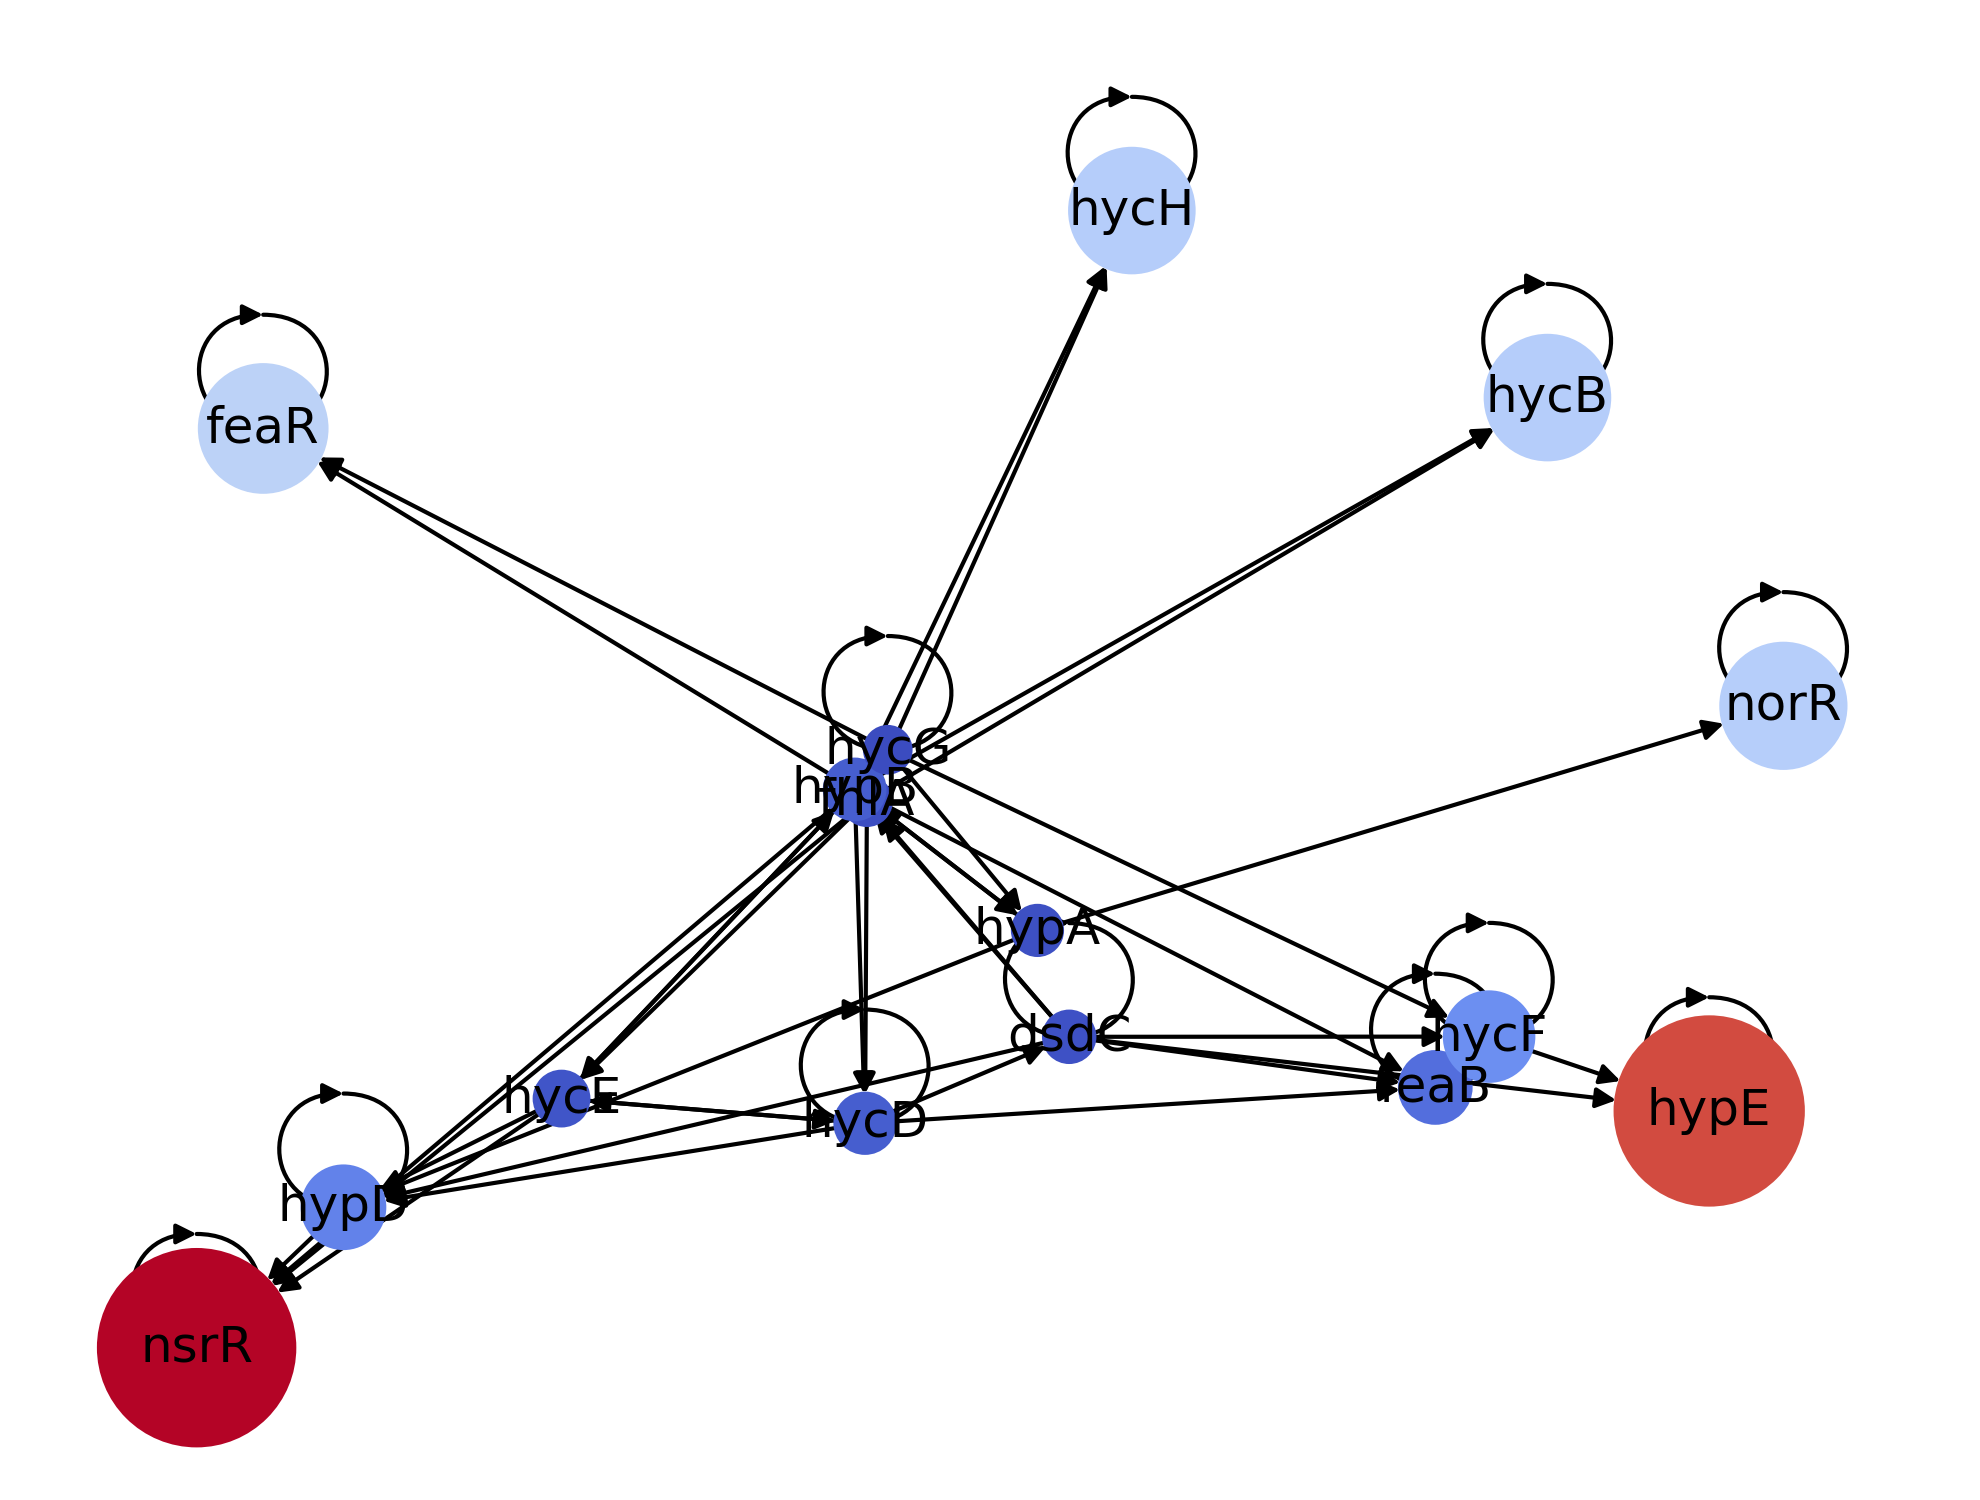 hycH
hycB
feaR
norR
hycG
hypB
fhlA
hypA
dsdC
hycF
feaB
hycE
hypE
hycD
hypD
nsrR